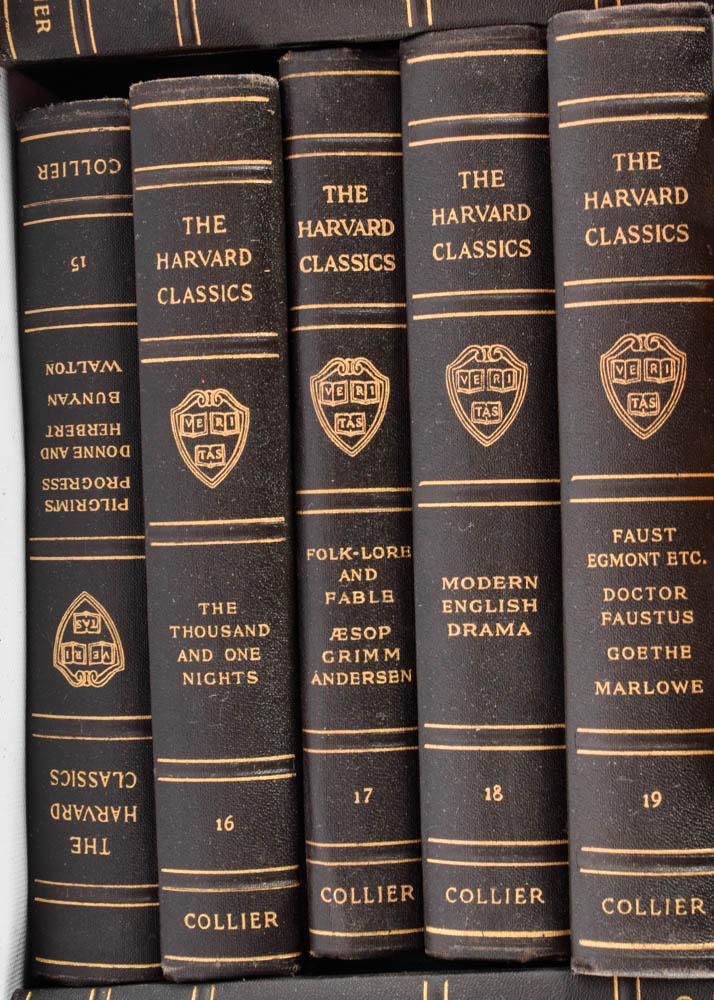 IER
THE
HARVARD
CLASSICS
VE RI
TAS
PILGRIM'S
PROGRESS
DONNE AND
HERBERT
BUNYAN
WALTON
15
COLLIER
THE
HARVARD
CLASSICS
VE RI
TAS
THE
THOUSAND
AND ONE
NIGHTS
16
COLLIER
THE
HARVARD
CLASSICS
VE RI
TAS
FOLK-LORE
AND
FABLE
ÆSOP
GRIMM
ANDERSEN
17
COLLIER
THE
HARVARD
CLASSICS
VE RI
TAS
MODERN
ENGLISH
DRAMA
18
COLLIER
THE
HARVARD
CLASSICS
VE RI
TAS
FAUST
EGMONT ETC.
DOCTOR
FAUSTUS
GOETHE
MARLOWE
19
COLLIER